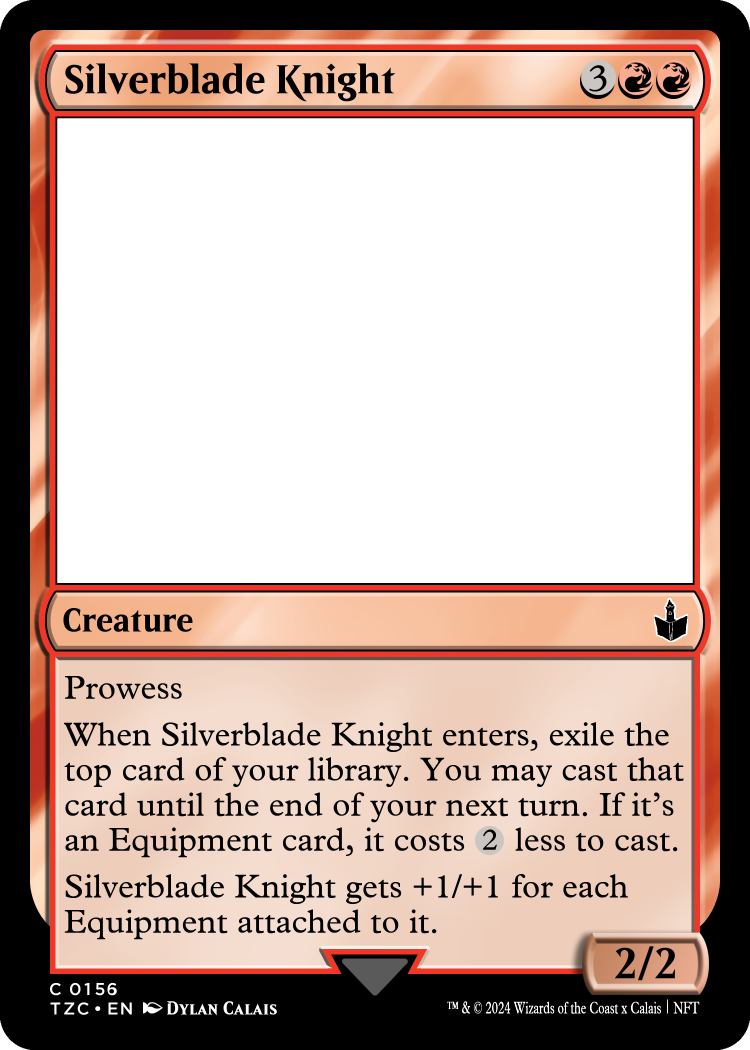 Silverblade Knight 3
Creature
Prowess
When Silverblade Knight enters, exile the
top card of your library. You may cast that
card until the end of your next turn. If it's
an Equipment card, it costs 2 less to cast.
Silverblade Knight gets +1/+1 for each
Equipment attached to it.
2/2
C 0156
TZC • EN DYLAN CALAIS
™ & © 2024 Wizards of the Coast x Calais | NFT